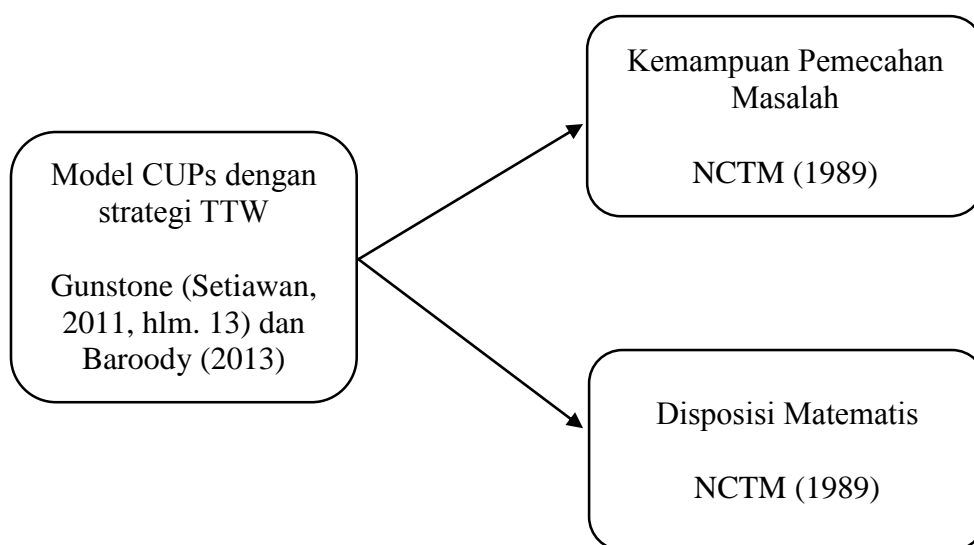 Model CUPs dengan
strategi TTW
Gunstone (Setiawan,
2011, hlm. 13) dan
Baroody (2013)
Kemampuan Pemecahan
Masalah
NCTM (1989)
Disposisi Matematis
NCTM (1989)